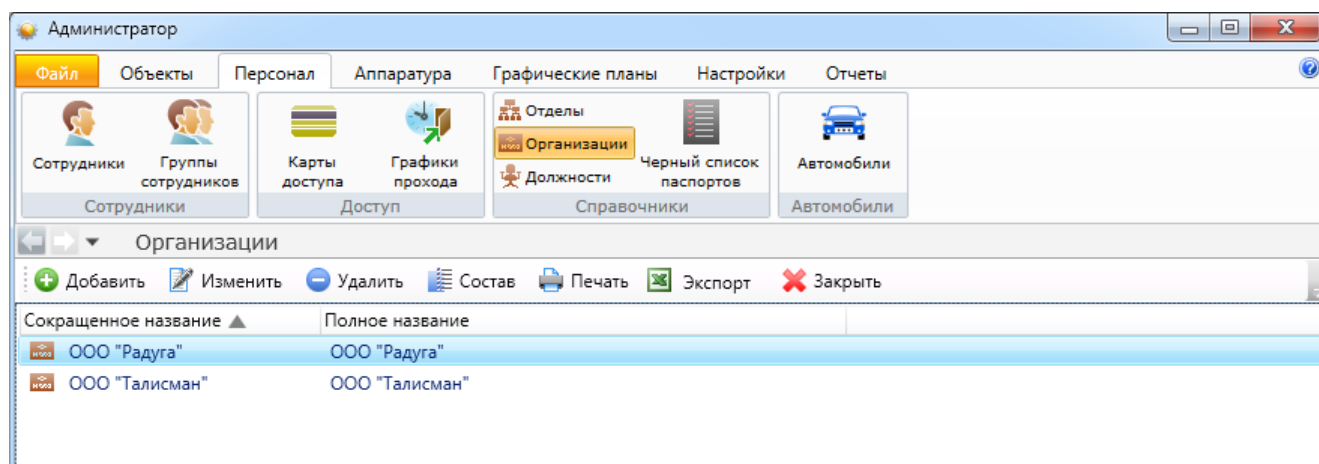 Администратор
Файл Объекты Персонал Аппаратура Графические планы Настройки Отчеты
Сотрудники
Группы
сотрудников
Сотрудники
Карты
доступа
Графики
прохода
Доступ
Отделы
Организации
Должности
Черный список
паспортов
Справочники
Автомобили
Автомобили
Организации
Добавить Изменить Удалить Состав Печать Экспорт Закрыть
Сокращенное название Полное название
ООО "Радуга" ООО "Радуга"
ООО "Талисман" ООО "Талисман"